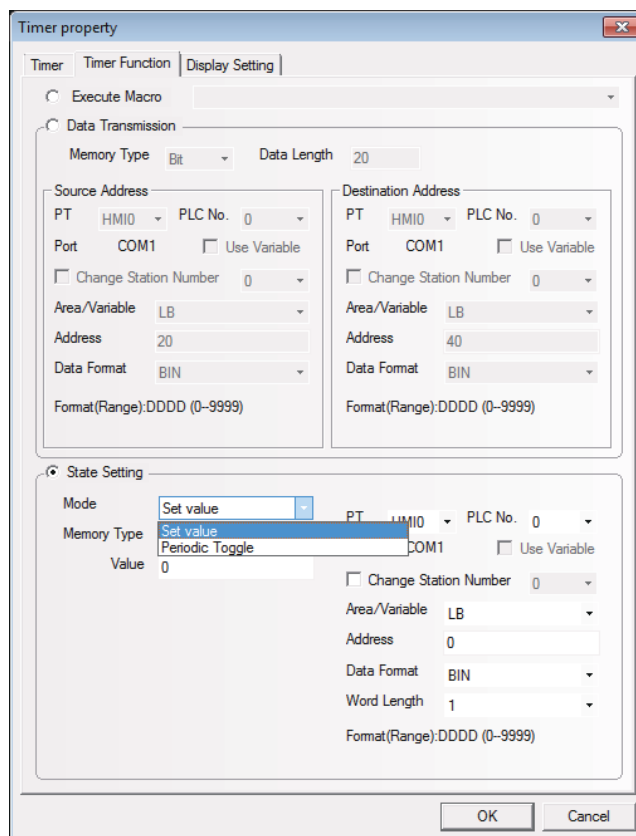 Timer property
Timer Timer Function Display Setting
Execute Macro
Data Transmission
Memory Type Bit Data Length 20
Source Address
PT HMI0 PLC No. 0
Port COM1 Use Variable
Change Station Number 0
Area/Variable LB
Address 20
Data Format BIN
Format(Range):DDDD (0--9999)
Destination Address
PT HMI0 PLC No. 0
Port COM1 Use Variable
Change Station Number 0
Area/Variable LB
Address 40
Data Format BIN
Format(Range):DDDD (0--9999)
State Setting
Mode Set value
Set value
Periodic Toggle
Memory Type
Value 0
PT HMI0 PLC No. 0
COM1 Use Variable
Change Station Number 0
Area/Variable LB
Address 0
Data Format BIN
Word Length 1
Format(Range):DDDD (0--9999)
OK Cancel